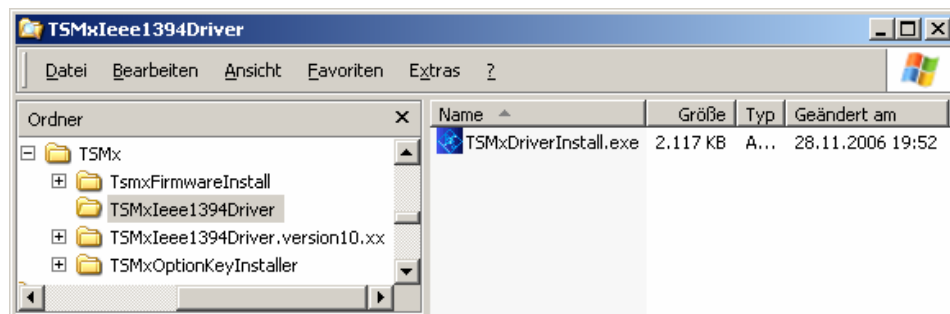 TSMxIeee1394Driver
Datei Bearbeiten Ansicht Favoriten Extras ?
Ordner
TSMx
TsmxFirmwareInstall
TSMxIeee1394Driver
TSMxIeee1394Driver.version10.xx
TSMxOptionKeyInstaller
Name Größe Typ Geändert am
TSMxDriverInstall.exe 2.117 KB A... 28.11.2006 19:52